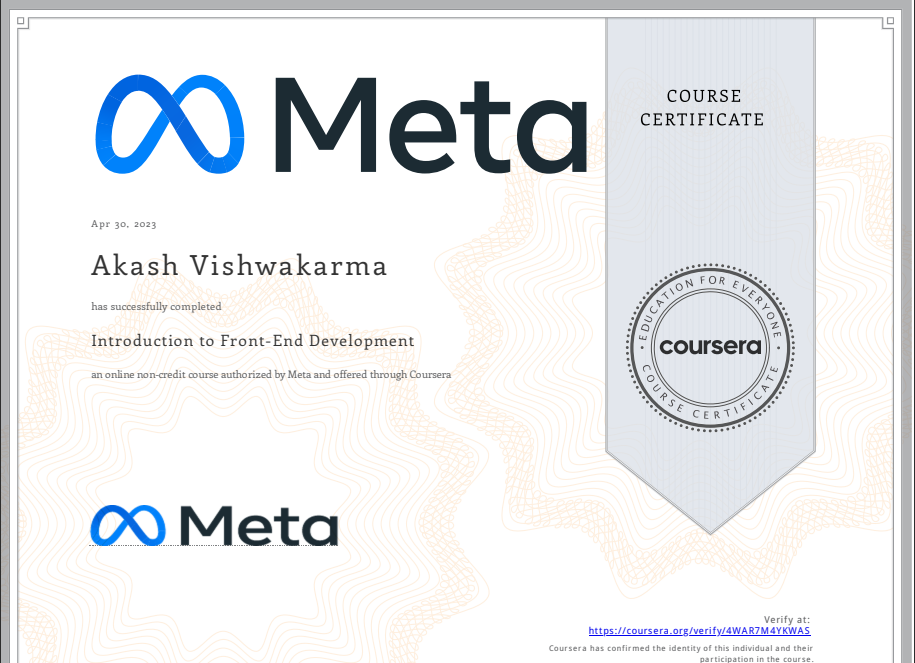 Meta
COURSE
CERTIFICATE
Apr 30, 2023
Akash Vishwakarma
has successfully completed
Introduction to Front-End Development
an online non-credit course authorized by Meta and offered through Coursera
EDUCATION FOR EVERYONE
coursera
COURSE CERTIFICATE
Meta
Verify at:
https://coursera.org/verify/4WAR7M4YKWAS
Coursera has confirmed the identity of this individual and their
participation in the course.